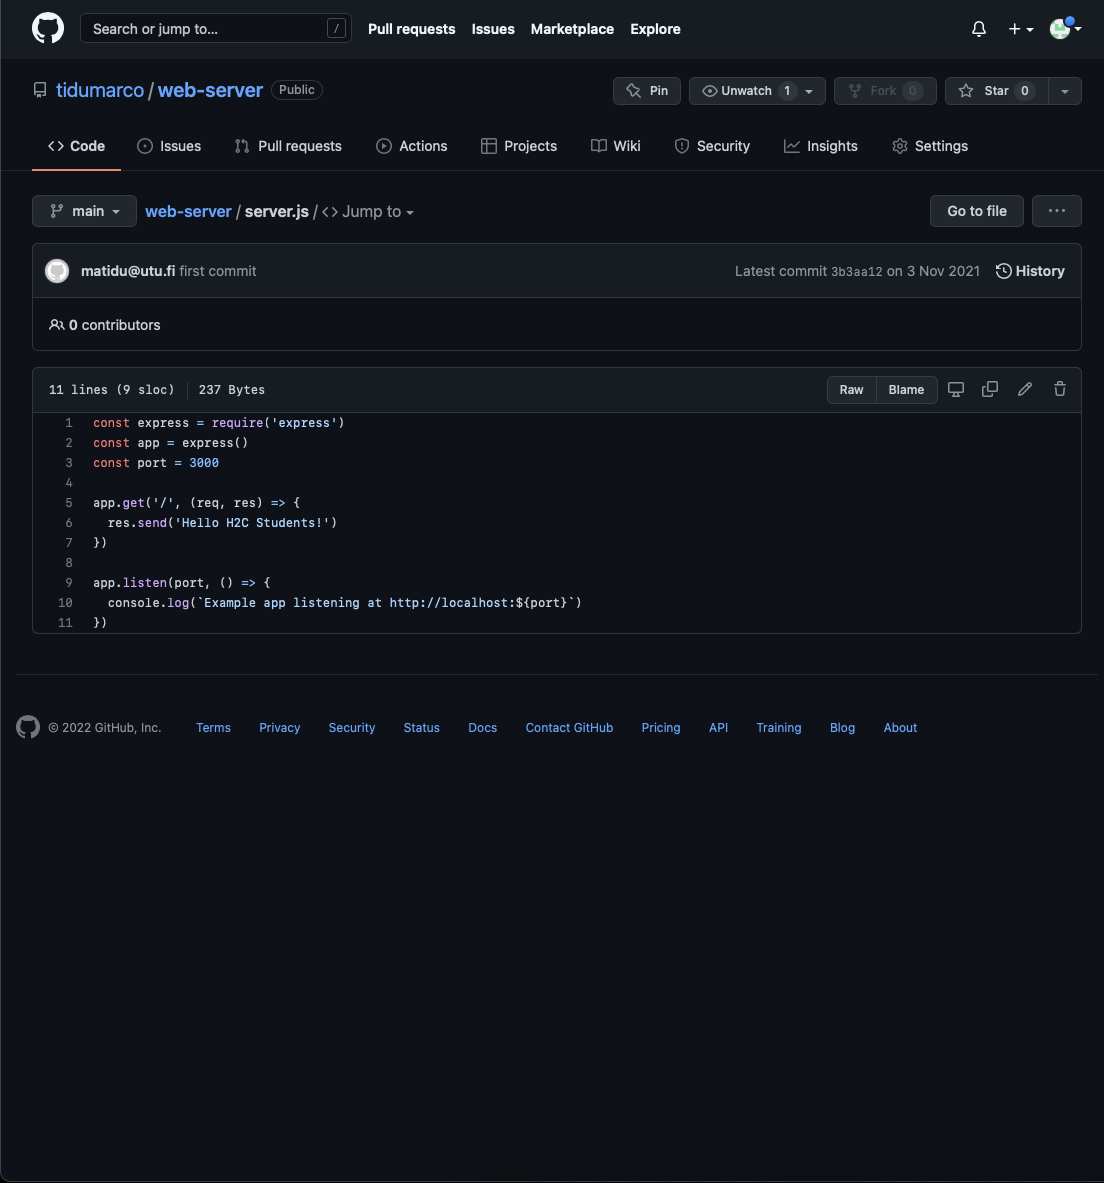 Search or jump to... /
Pull requests Issues Marketplace Explore
tidumarco / web-server Public
Pin Unwatch 1 Fork 0 Star 0
Code Issues Pull requests Actions Projects Wiki Security Insights Settings
main web-server / server.js / <> Jump to Go to file ...
matidu@utu.fi first commit Latest commit 3b3aa12 on 3 Nov 2021 History
0 contributors
11 lines (9 sloc) 237 Bytes Raw Blame
1 const express = require('express')
2 const app = express()
3 const port = 3000
4
5 app.get('/', (req, res) => {
6   res.send('Hello H2C Students!')
7 })
8
9 app.listen(port, () => {
10   console.log(`Example app listening at http://localhost:${port}`)
11 })
© 2022 GitHub, Inc. Terms Privacy Security Status Docs Contact GitHub Pricing API Training Blog About